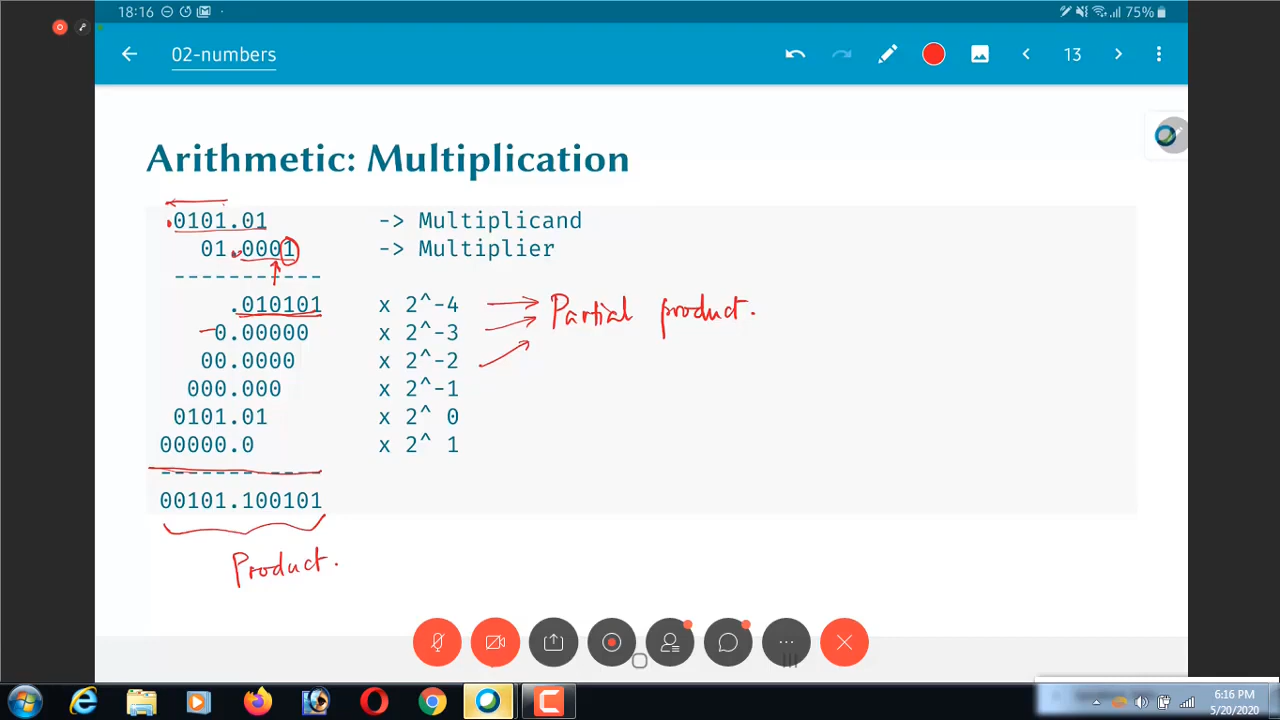 18:16 75%
02-numbers 13
Arithmetic: Multiplication
0101.01 -> Multiplicand
01.0001 -> Multiplier
-----------
.010101 x 2^-4
Partial product.
0.00000 x 2^-3
00.0000 x 2^-2
000.000 x 2^-1
0101.01 x 2^ 0
00000.0 x 2^ 1
-----------
00101.100101
Product.
6:16 PM
5/20/2020